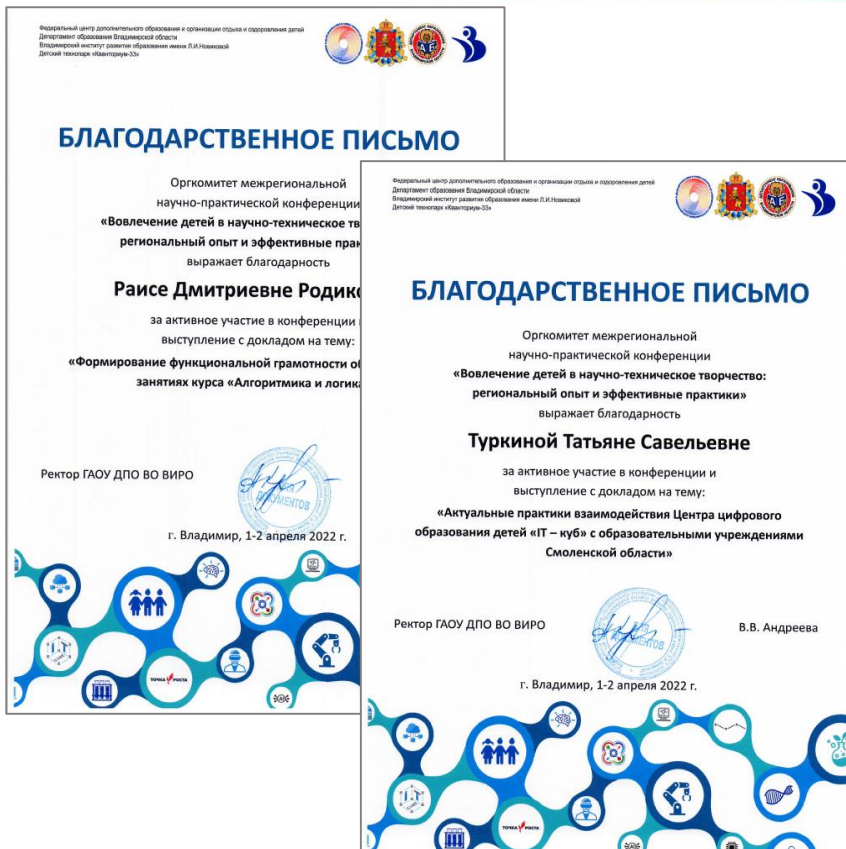 Федеральный центр дополнительного образования и организации отдыха и оздоровления детей
Департамент образования Владимирской области
Владимирский институт развития образования имени Л.И.Новиковой
Детский технопарк «Кванториум-33»
БЛАГОДАРСТВЕННОЕ ПИСЬМО
Оргкомитет межрегиональной
научно-практической конференции
«Вовлечение детей в научно-техническое
региональный опыт и эффективные
выражает благодарность
Раисе Дмитриевне
за активное участие в конференции
выступление с докладом на тему:
«Формирование функциональной грамотности
занятиях курса «Алгоритмика и
Ректор ГАОУ ДПО ВО ВИРО
ДОКУМЕНТОВ
г. Владимир, 1-2 апреля 2022 г.
ТОЧКА РОСТА
Федеральный центр дополнительного образования и организации отдыха и оздоровления детей
Департамент образования Владимирской области
Владимирский институт развития образования имени Л.И.Новиковой
Детский технопарк «Кванториум-33»
БЛАГОДАРСТВЕННОЕ ПИСЬМО
Оргкомитет межрегиональной
научно-практической конференции
«Вовлечение детей в научно-техническое творчество:
региональный опыт и эффективные практики»
выражает благодарность
Туркиной Татьяне Савельевне
за активное участие в конференции и
выступление с докладом на тему:
«Актуальные практики взаимодействия Центра цифрового
образования детей «IT – куб» с образовательными учреждениями
Смоленской области»
Ректор ГАОУ ДПО ВО ВИРО
В.В. Андреева
ДОКУМЕНТОВ
г. Владимир, 1-2 апреля 2022 г.
ТОЧКА РОСТА